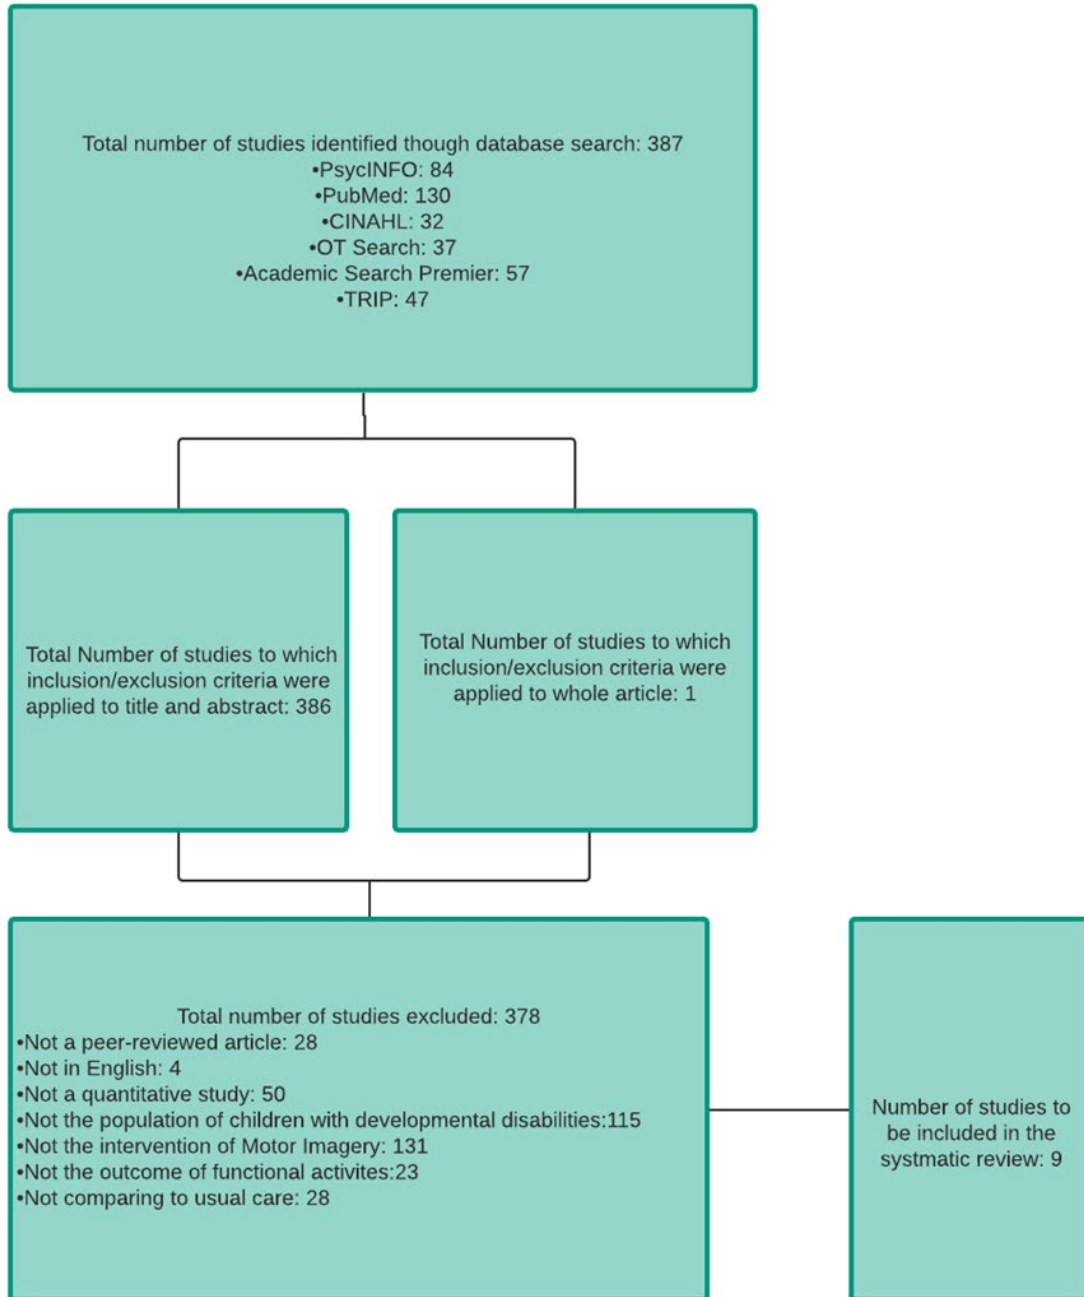 Total number of studies identified though database search: 387
•PsycINFO: 84
•PubMed: 130
•CINAHL: 32
•OT Search: 37
•Academic Search Premier: 57
•TRIP: 47
Total Number of studies to which
inclusion/exclusion criteria were
applied to title and abstract: 386
Total Number of studies to which
inclusion/exclusion criteria were
applied to whole article: 1
Total number of studies excluded: 378
•Not a peer-reviewed article: 28
•Not in English: 4
•Not a quantitative study: 50
•Not the population of children with developmental disabilities:115
•Not the intervention of Motor Imagery: 131
•Not the outcome of functional activites:23
•Not comparing to usual care: 28
Number of studies to
be included in the
systmatic review: 9